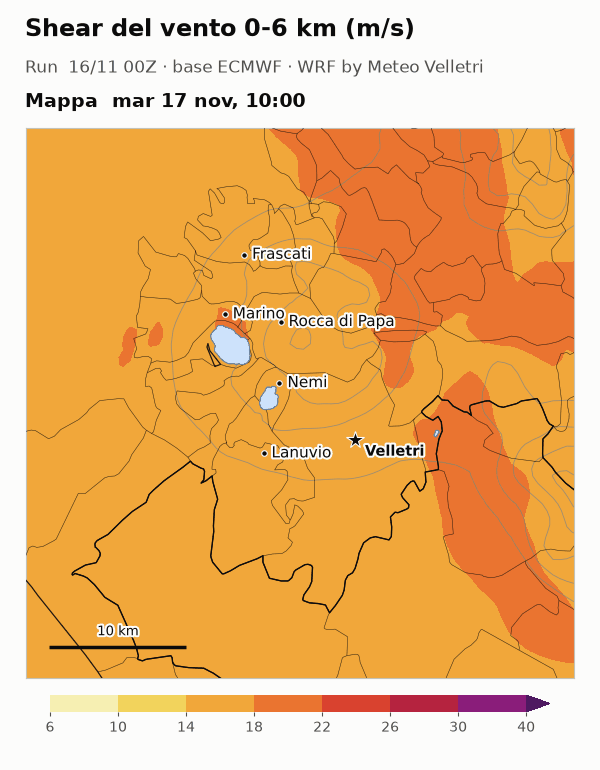 Shear del vento 0-6 km (m/s)
Run  16/11 00Z · base ECMWF · WRF by Meteo Velletri
Mappa  mar 17 nov, 10:00
Frascati
Marino
Rocca di Papa
Nemi
Velletri
Lanuvio
10 km
6 10 14 18 22 26 30 40